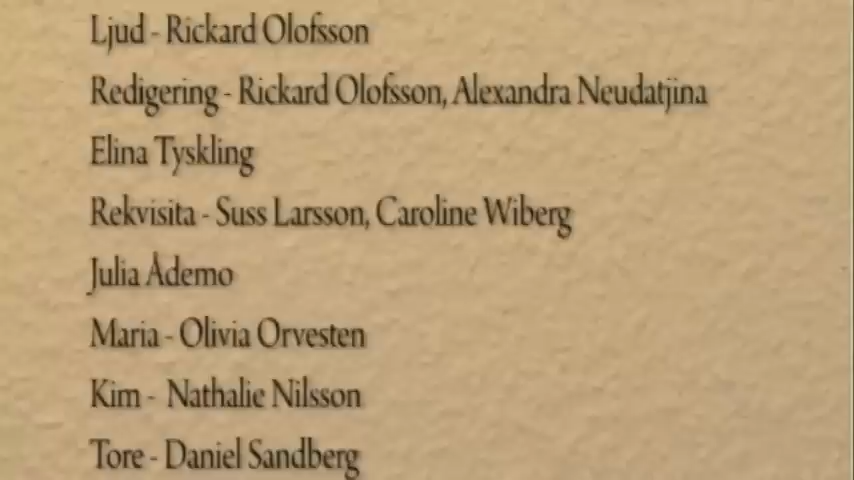 Ljud - Rickard Olofsson
Redigering - Rickard Olofsson, Alexandra Neudatjina
Elina Tyskling
Rekvisita - Suss Larsson, Caroline Wiberg
Julia Ådemo
Maria - Olivia Orvesten
Kim - Nathalie Nilsson
Tore - Daniel Sandberg